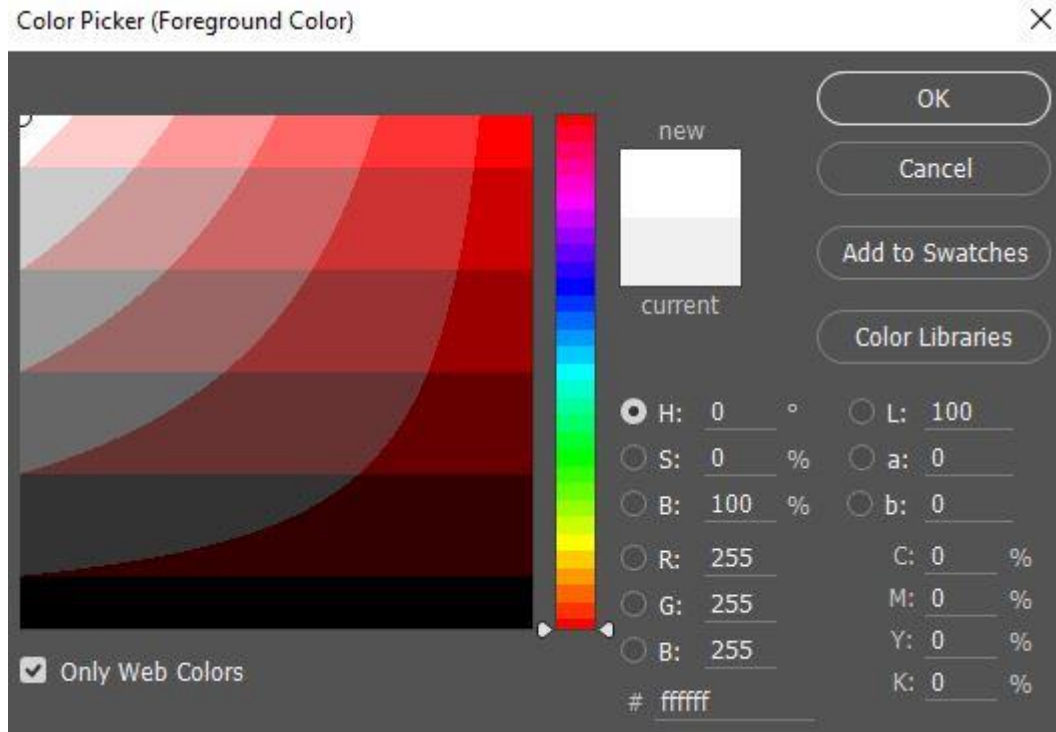 Color Picker (Foreground Color)
new
current
OK
Cancel
Add to Swatches
Color Libraries
H: 0 °
S: 0 %
B: 100 %
R: 255
G: 255
B: 255
# ffffff
L: 100
a: 0
b: 0
C: 0 %
M: 0 %
Y: 0 %
K: 0 %
Only Web Colors